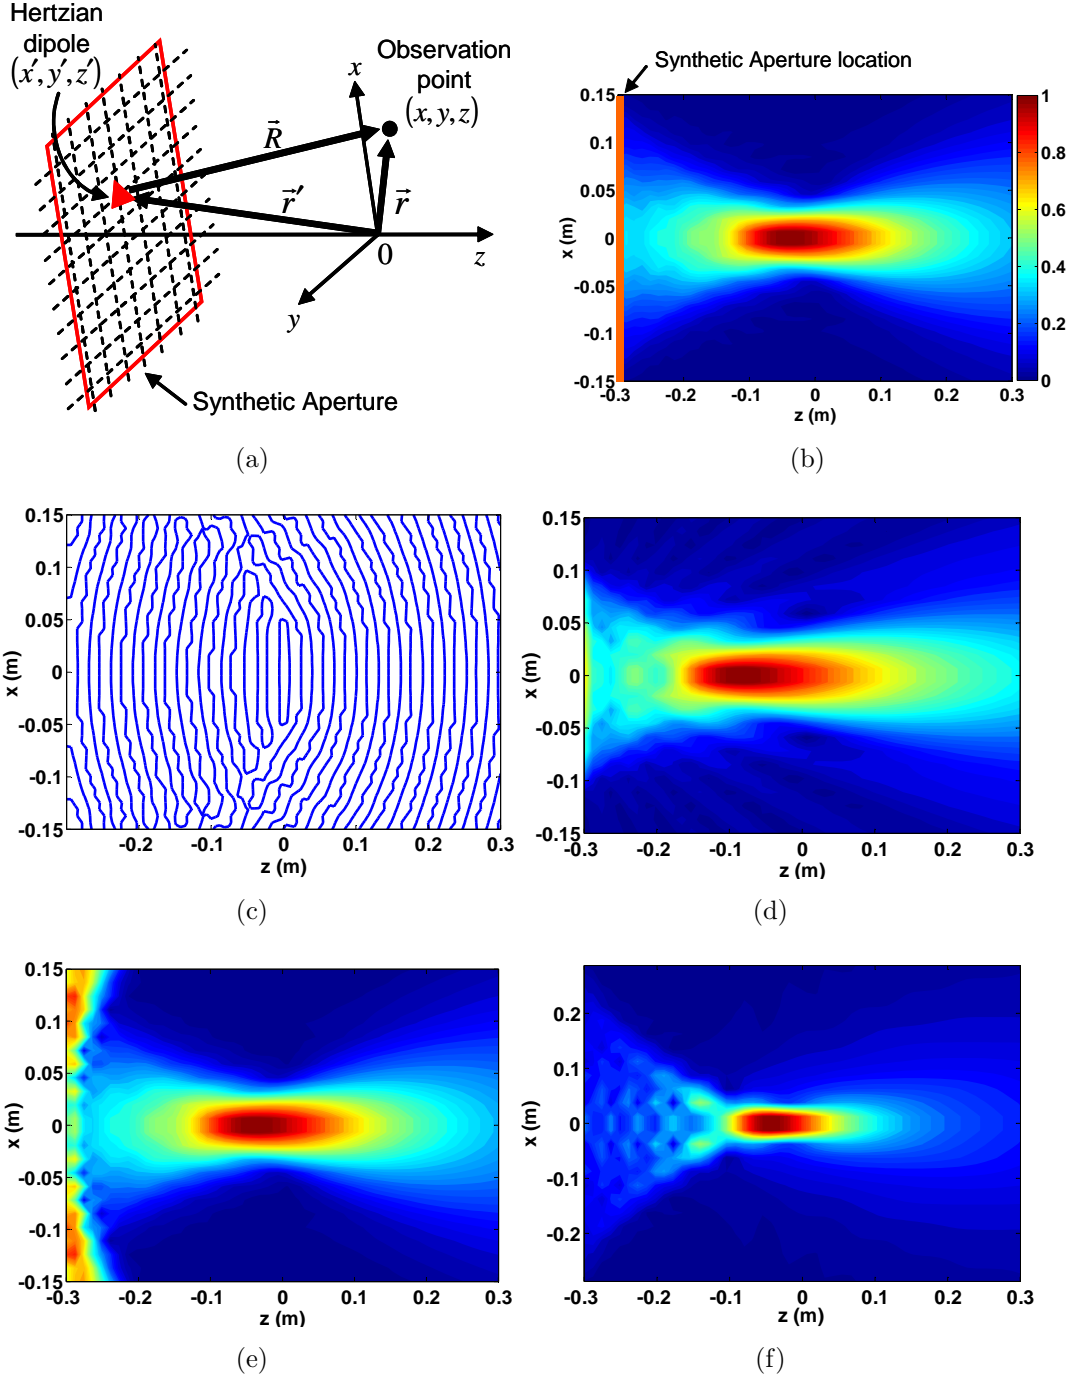 Hertzian
dipole
(x′, y′, z′)
Observation
point
(x, y, z)
x
R⃗
r⃗ ′
r⃗
0
z
y
Synthetic Aperture
(a)
Synthetic Aperture location
0.15
0.1
0.05
0
-0.05
-0.1
-0.15
x (m)
-0.3 -0.2 -0.1 0 0.1 0.2 0.3
z (m)
1
0.8
0.6
0.4
0.2
0
(b)
0.15
0.1
0.05
0
-0.05
-0.1
-0.15
x (m)
-0.2 -0.1 0 0.1 0.2 0.3
z (m)
(c)
0.15
0.1
0.05
0
-0.05
-0.1
-0.15
x (m)
-0.3 -0.2 -0.1 0 0.1 0.2 0.3
z (m)
(d)
0.15
0.1
0.05
0
-0.05
-0.1
-0.15
x (m)
-0.3 -0.2 -0.1 0 0.1 0.2 0.3
z (m)
(e)
0.2
0.1
0
-0.1
-0.2
x (m)
-0.3 -0.2 -0.1 0 0.1 0.2 0.3
z (m)
(f)